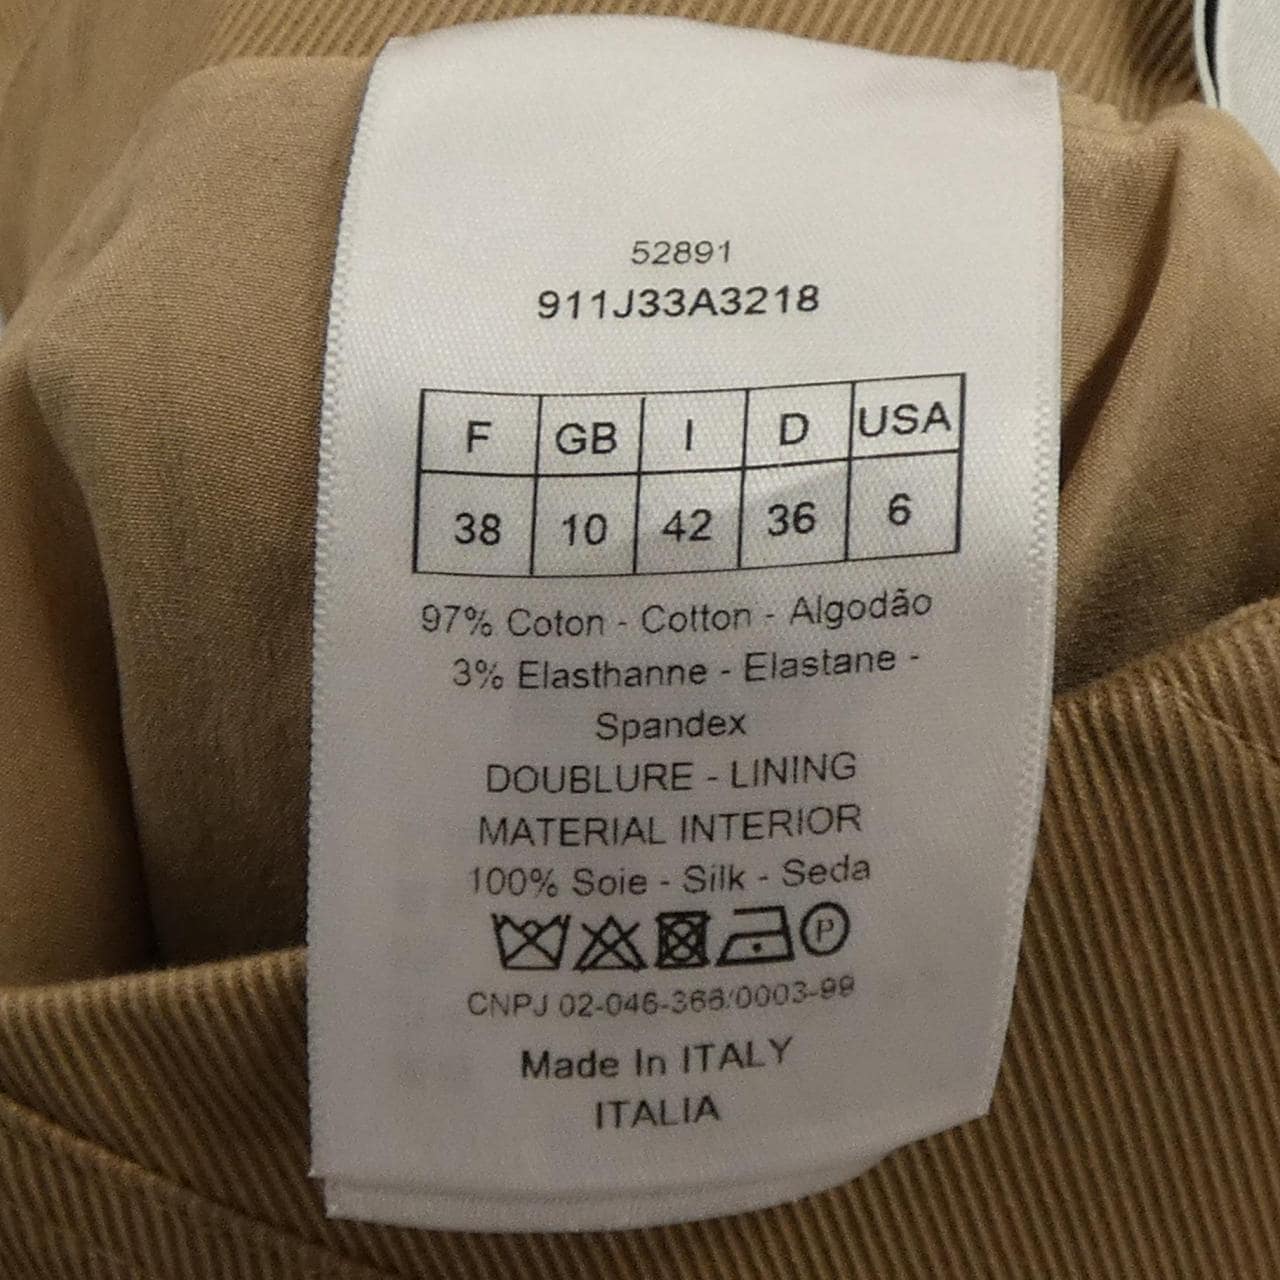 52891
911J33A3218
F GB I D USA
38 10 42 36 6
97% Coton - Cotton - Algodão
3% Elasthanne - Elastane -
Spandex
DOUBLURE - LINING
MATERIAL INTERIOR
100% Soie - Silk - Seda
P
CNPJ 02-046-366/0003-99
Made In ITALY
ITALIA